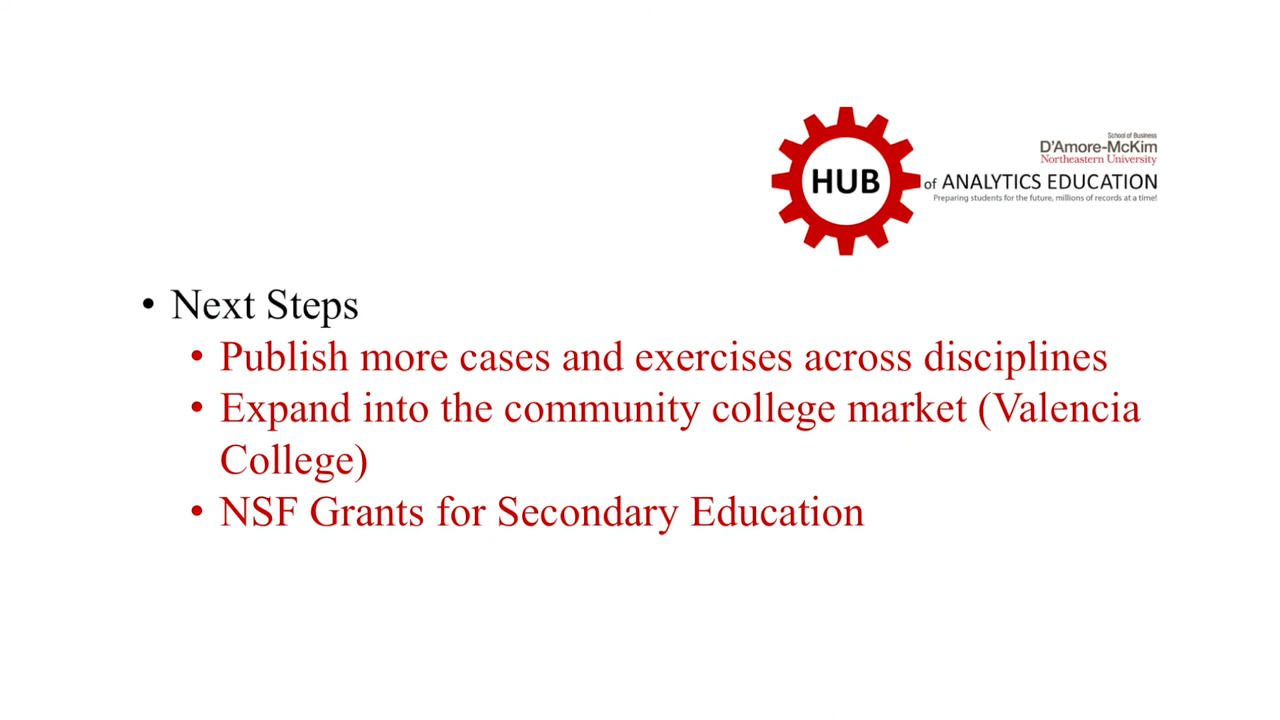 School of Business
D'Amore-McKim
Northeastern University
HUB of ANALYTICS EDUCATION
Preparing students for the future, millions of records at a time!
• Next Steps
• Publish more cases and exercises across disciplines
• Expand into the community college market (Valencia
College)
• NSF Grants for Secondary Education